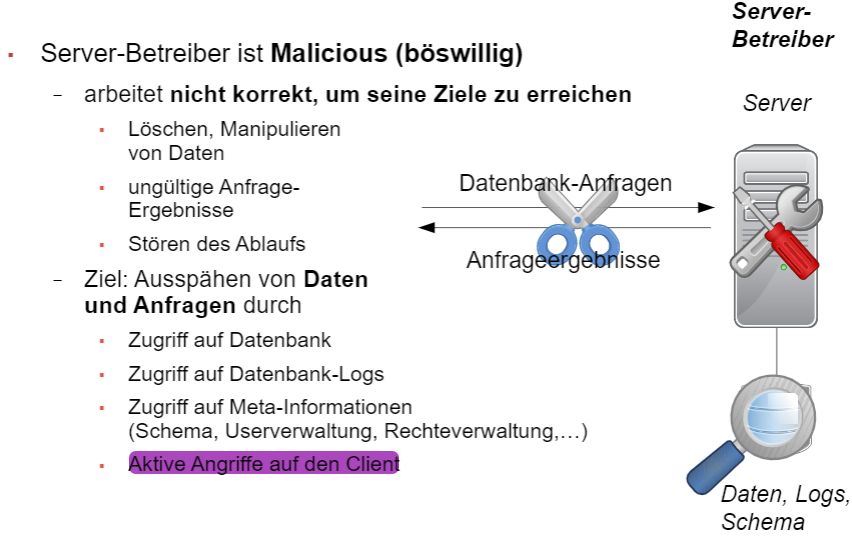 Server-Betreiber ist Malicious (böswillig)
arbeitet nicht korrekt, um seine Ziele zu erreichen
Löschen, Manipulieren
von Daten
ungültige Anfrage-
Ergebnisse
Stören des Ablaufs
Ziel: Ausspähen von Daten
und Anfragen durch
Zugriff auf Datenbank
Zugriff auf Datenbank-Logs
Zugriff auf Meta-Informationen
(Schema, Userverwaltung, Rechteverwaltung,…)
Aktive Angriffe auf den Client
Datenbank-Anfragen
Anfrageergebnisse
Server-
Betreiber
Server
Daten, Logs,
Schema